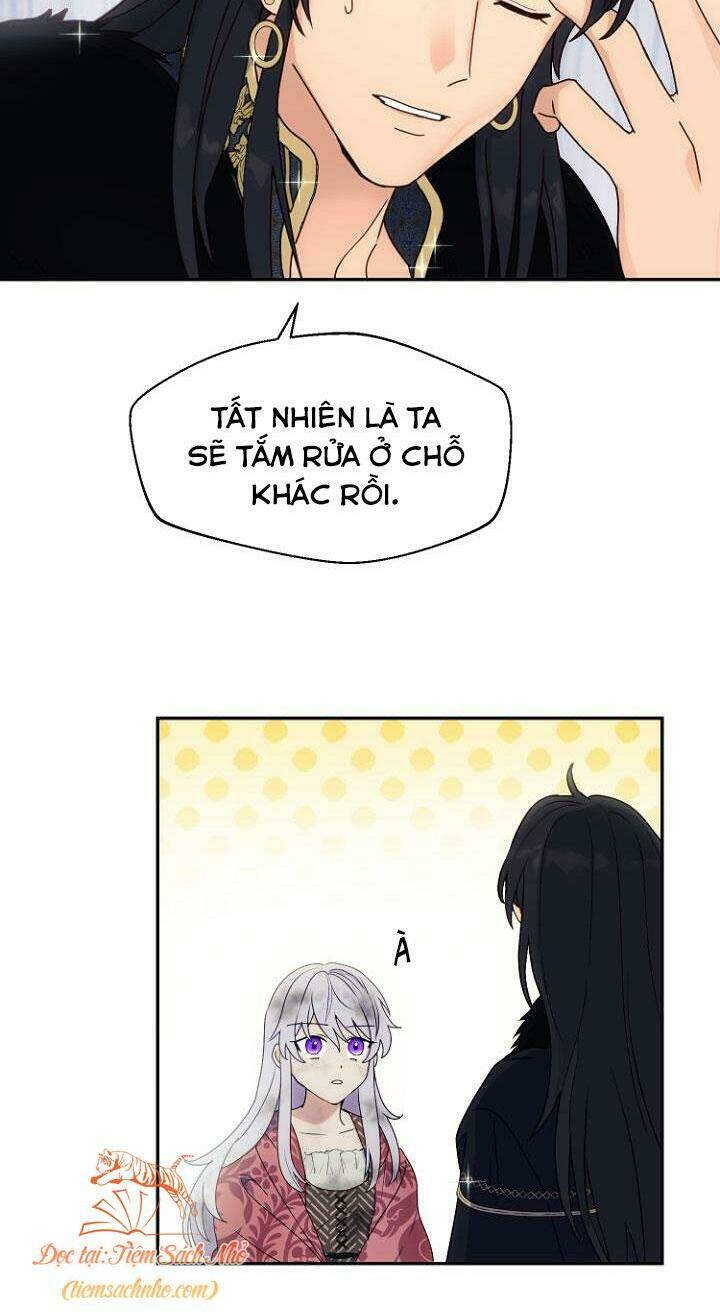 TẤT NHIÊN LÀ TA
SẼ TẮM RỬA Ở CHỖ
KHÁC RỒI.
À
Đọc tại: Tiệm Sách Nhỏ
tiemsachnho.com